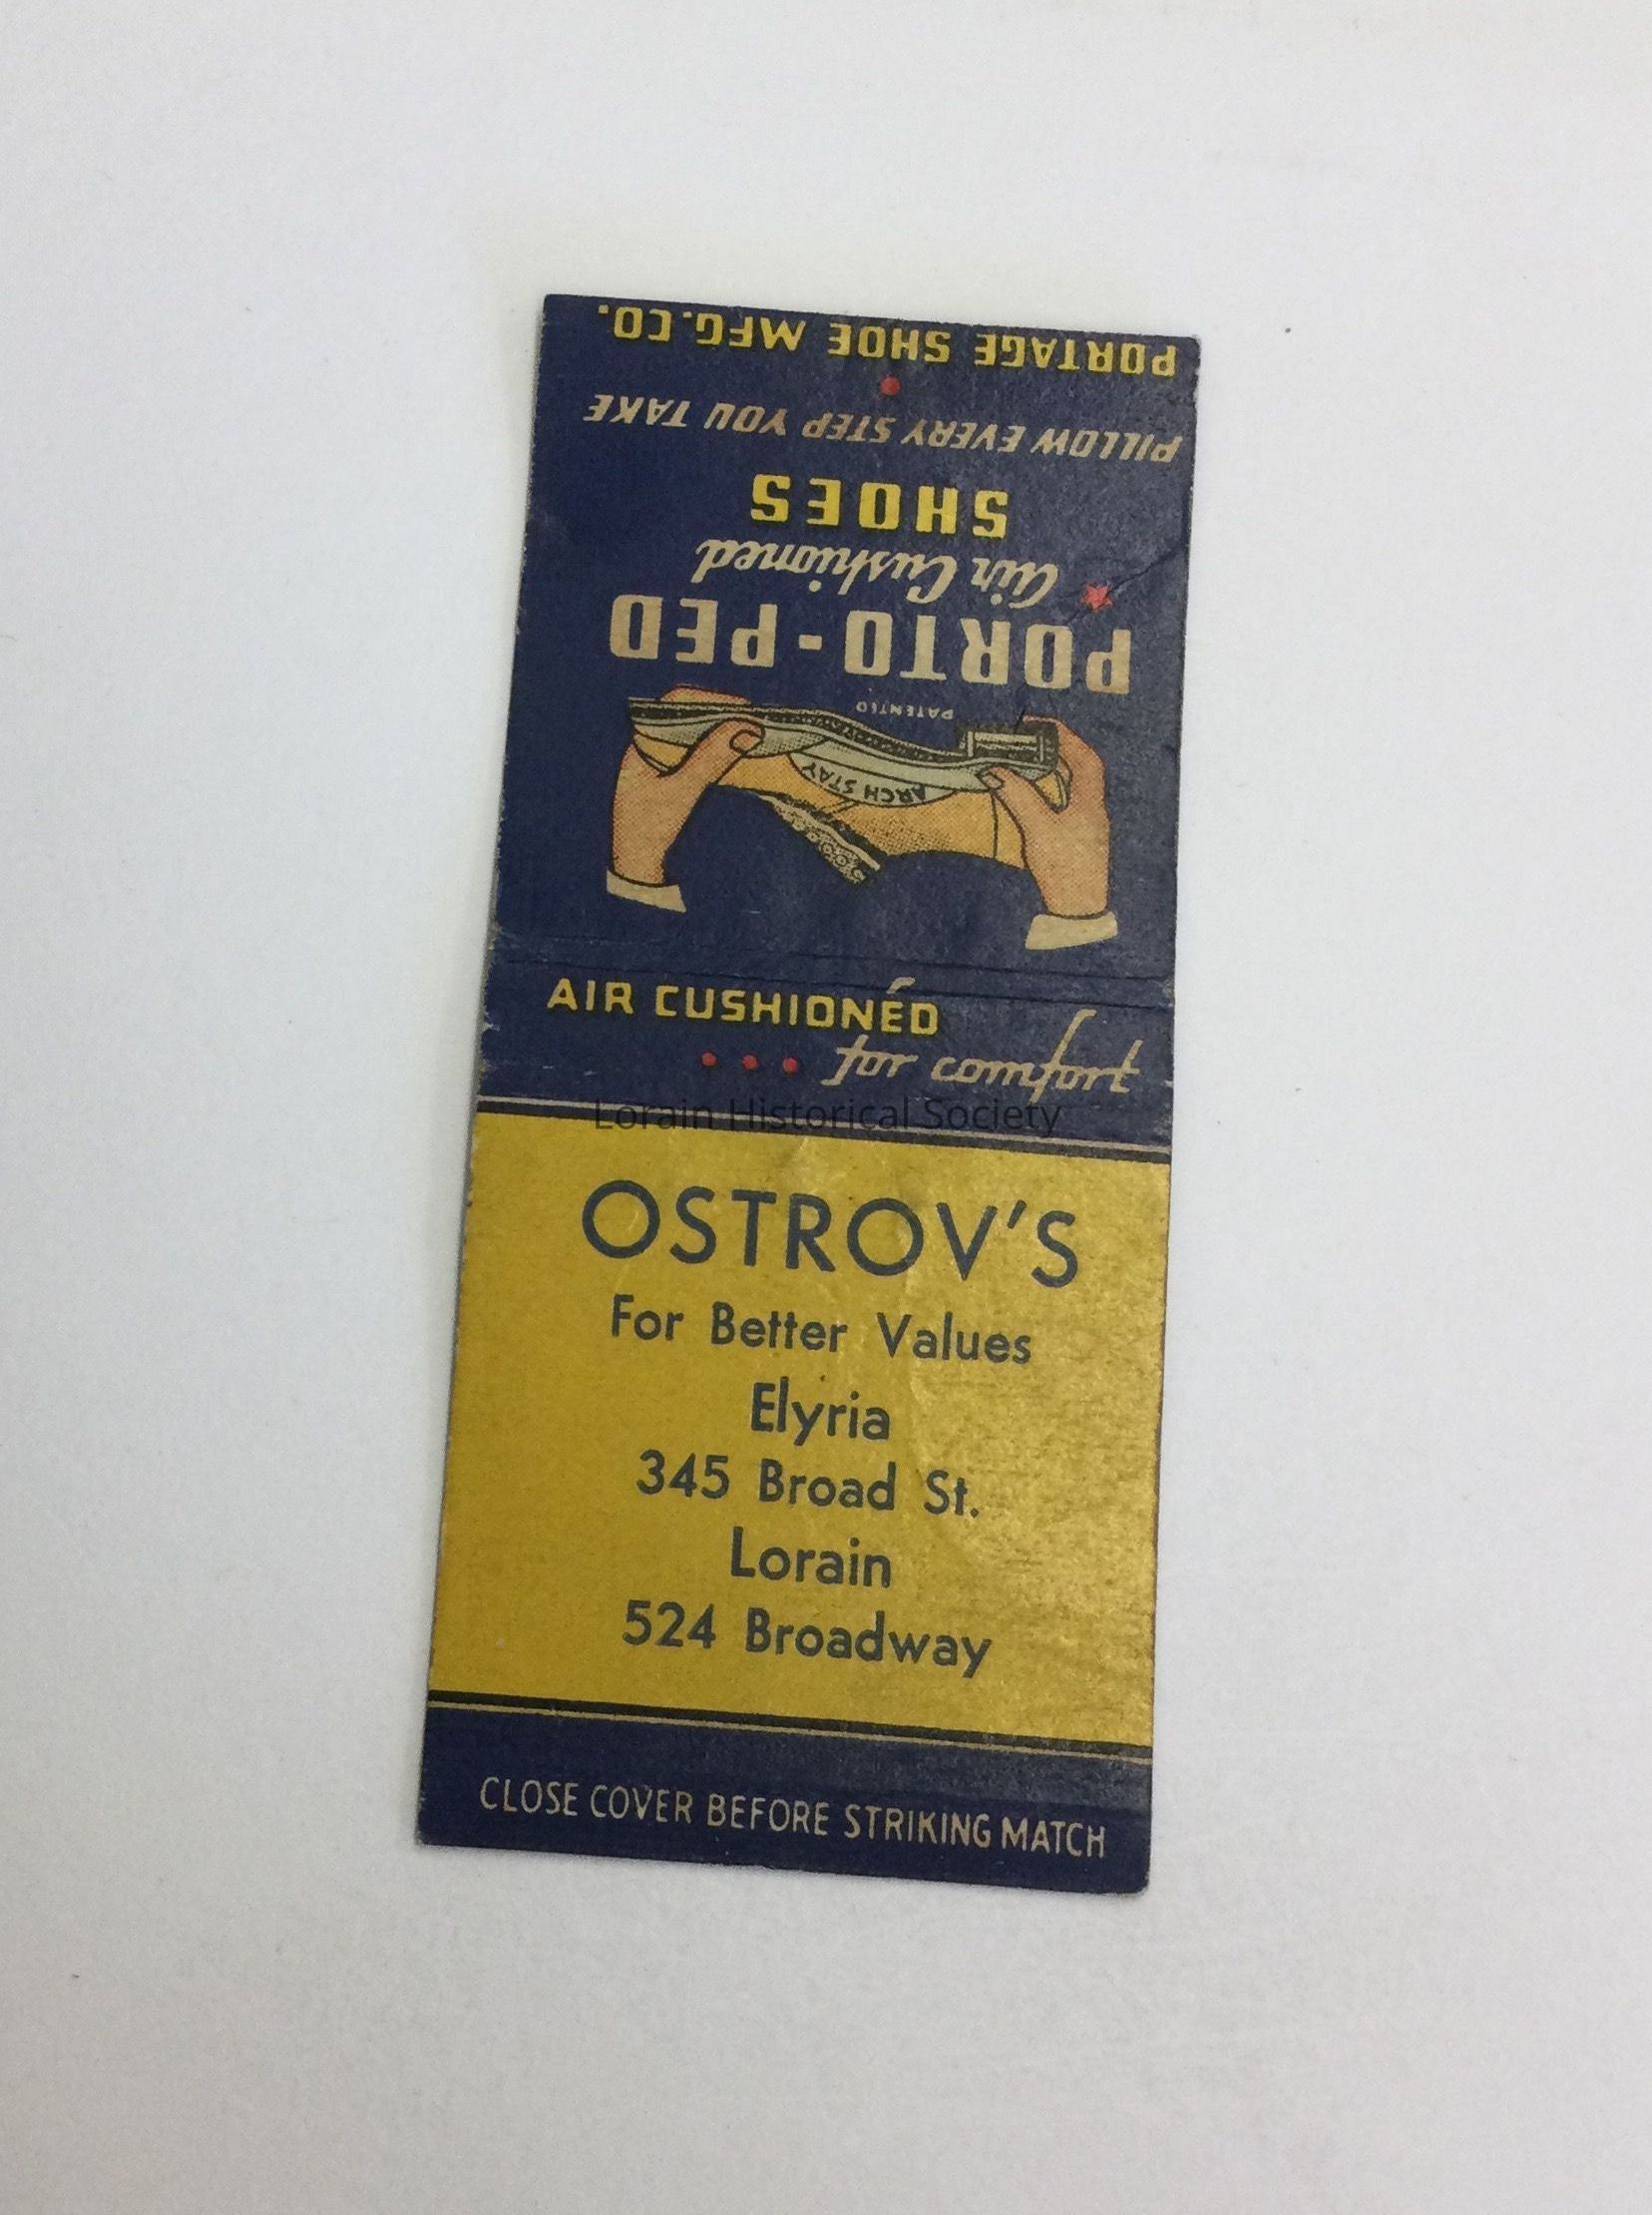 PORTAGE SHOE MFG. CO.
PILLOW EVERY STEP YOU TAKE
SHOES
Air Cushioned
PORTO-PED
PATENTED
ARCH STAY
AIR CUSHIONED
... for comfort
Lorain Historical Society
OSTROV'S
For Better Values
Elyria
345 Broad St.
Lorain
524 Broadway
CLOSE COVER BEFORE STRIKING MATCH